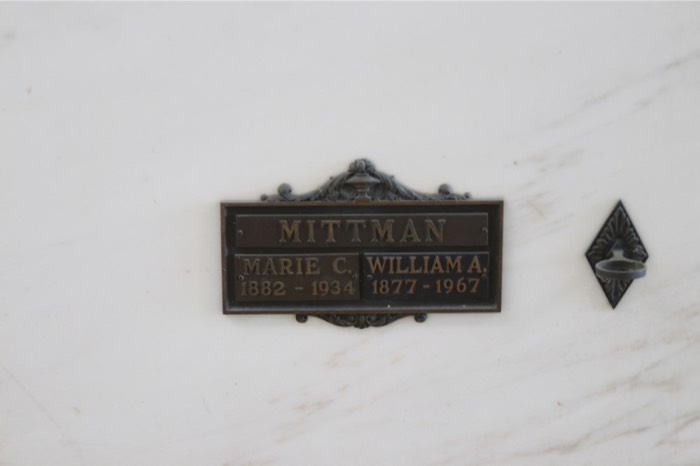 MITTMAN
MARIE C. WILLIAM A.
1882 - 1934 1877 - 1967